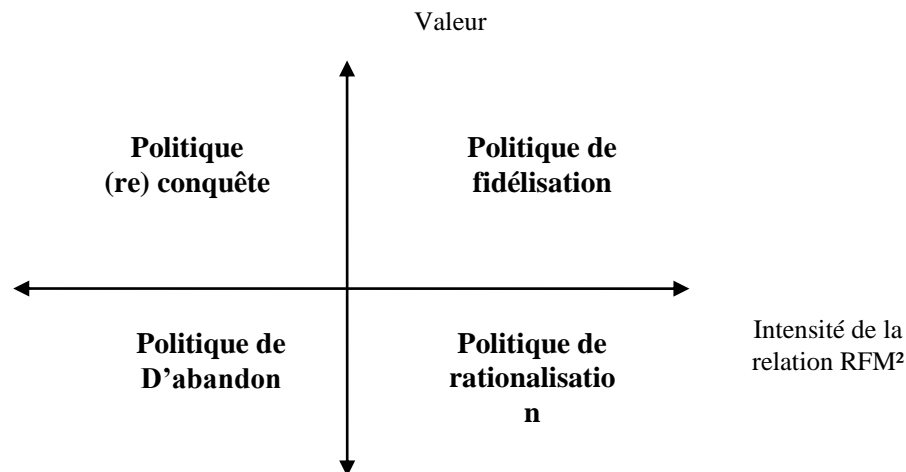 Valeur
Politique
(re) conquête
Politique de
fidélisation
Politique de
D’abandon
Politique de
rationalisatio
n
Intensité de la
relation RFM²